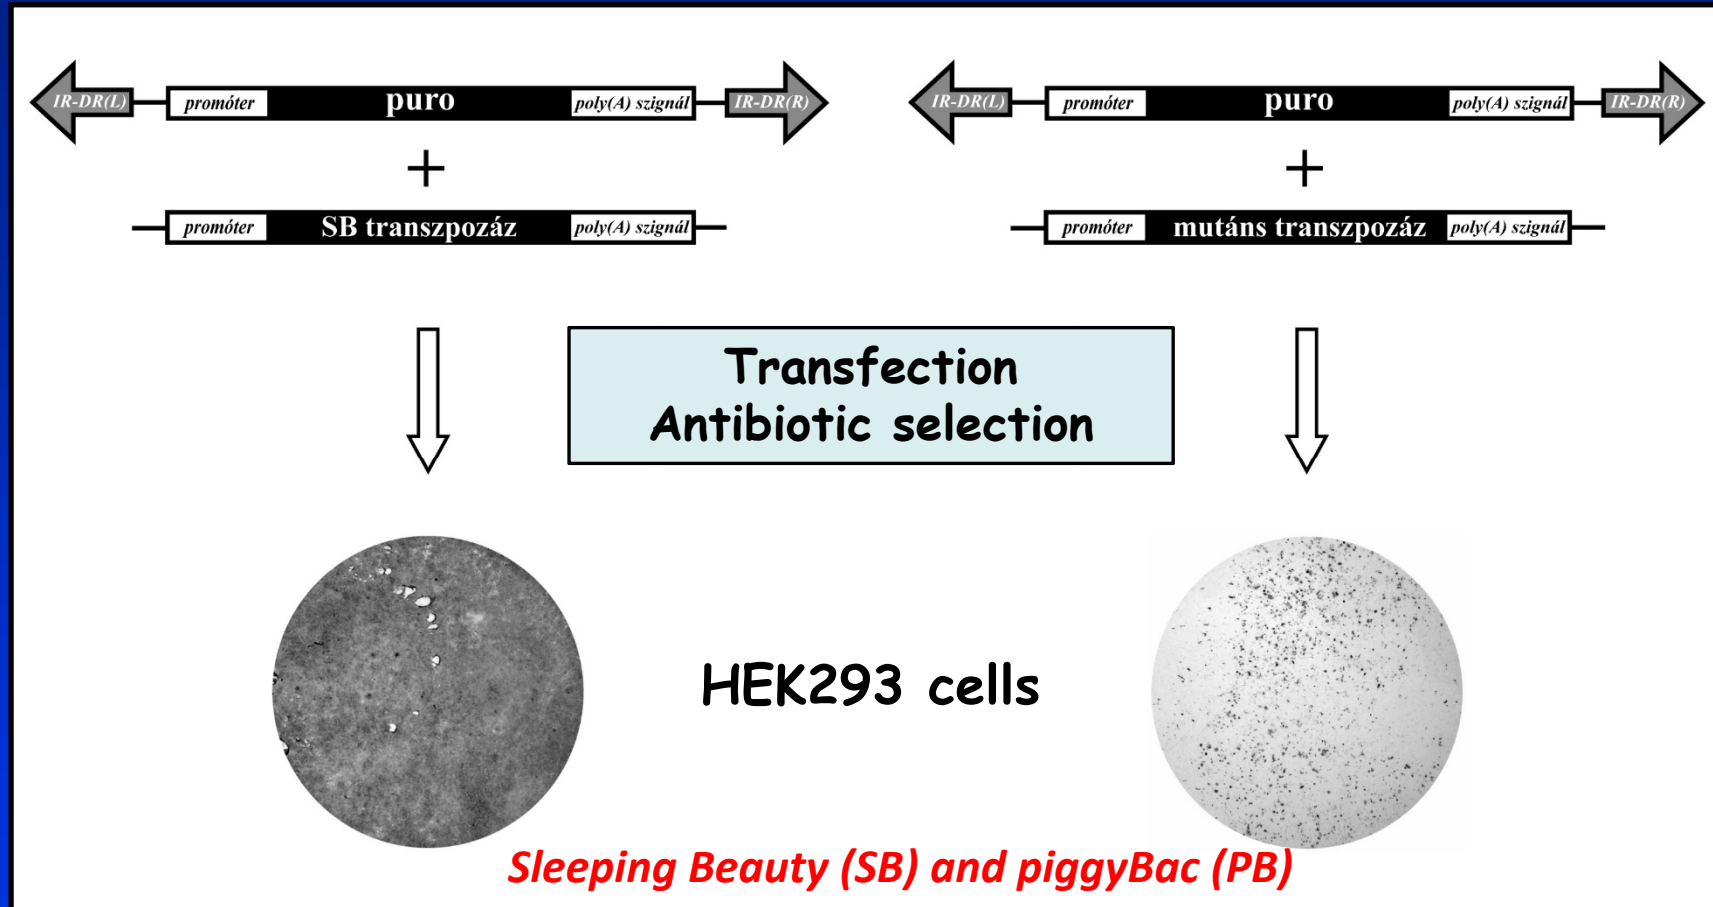 IR-DR(L) promóter puro poly(A) szignál IR-DR(R)
IR-DR(L) promóter puro poly(A) szignál IR-DR(R)
+
+
promóter SB transzpozáz poly(A) szignál
promóter mutáns transzpozáz poly(A) szignál
Transfection
Antibiotic selection
HEK293 cells
Sleeping Beauty (SB) and piggyBac (PB)